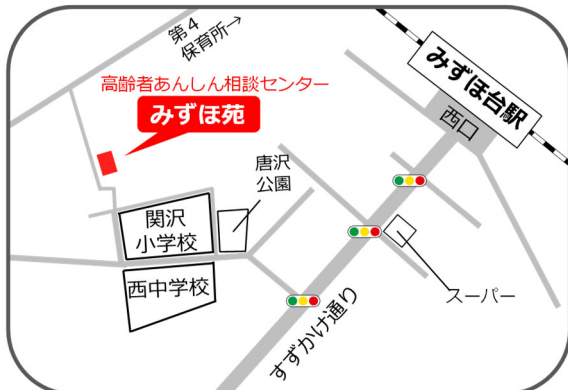 第4
保育所→
高齢者あんしん相談センター
みずほ苑
みずほ台駅
西口
唐沢
公園
関沢
小学校
西中学校
スーパー
すずかけ通り